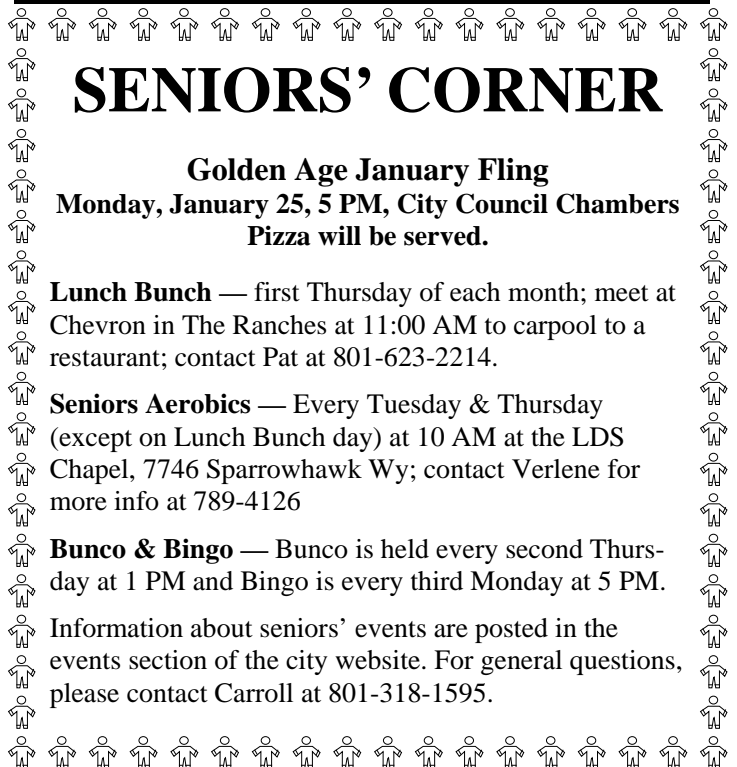 SENIORS’ CORNER
Golden Age January Fling
Monday, January 25, 5 PM, City Council Chambers
Pizza will be served.
Lunch Bunch — first Thursday of each month; meet at
Chevron in The Ranches at 11:00 AM to carpool to a
restaurant; contact Pat at 801-623-2214.
Seniors Aerobics — Every Tuesday & Thursday
(except on Lunch Bunch day) at 10 AM at the LDS
Chapel, 7746 Sparrowhawk Wy; contact Verlene for
more info at 789-4126
Bunco & Bingo — Bunco is held every second Thurs-
day at 1 PM and Bingo is every third Monday at 5 PM.
Information about seniors’ events are posted in the
events section of the city website. For general questions,
please contact Carroll at 801-318-1595.